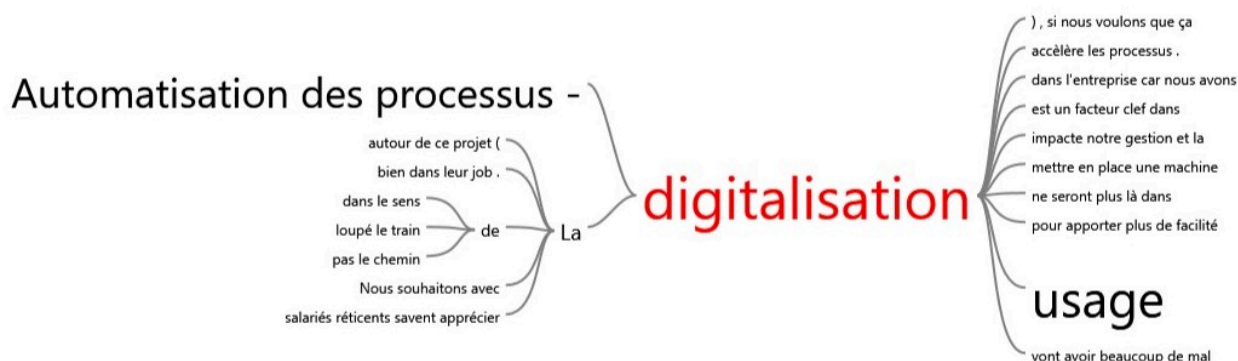 Automatisation des processus -
autour de ce projet (
bien dans leur job .
dans le sens
loupé le train
pas le chemin
de
Nous souhaitons avec
salariés réticents savent apprécier
La
digitalisation
) , si nous voulons que ça
accèlère les processus .
dans l'entreprise car nous avons
est un facteur clef dans
impacte notre gestion et la
mettre en place une machine
ne seront plus là dans
pour apporter plus de facilité
usage
vont avoir beaucoup de mal